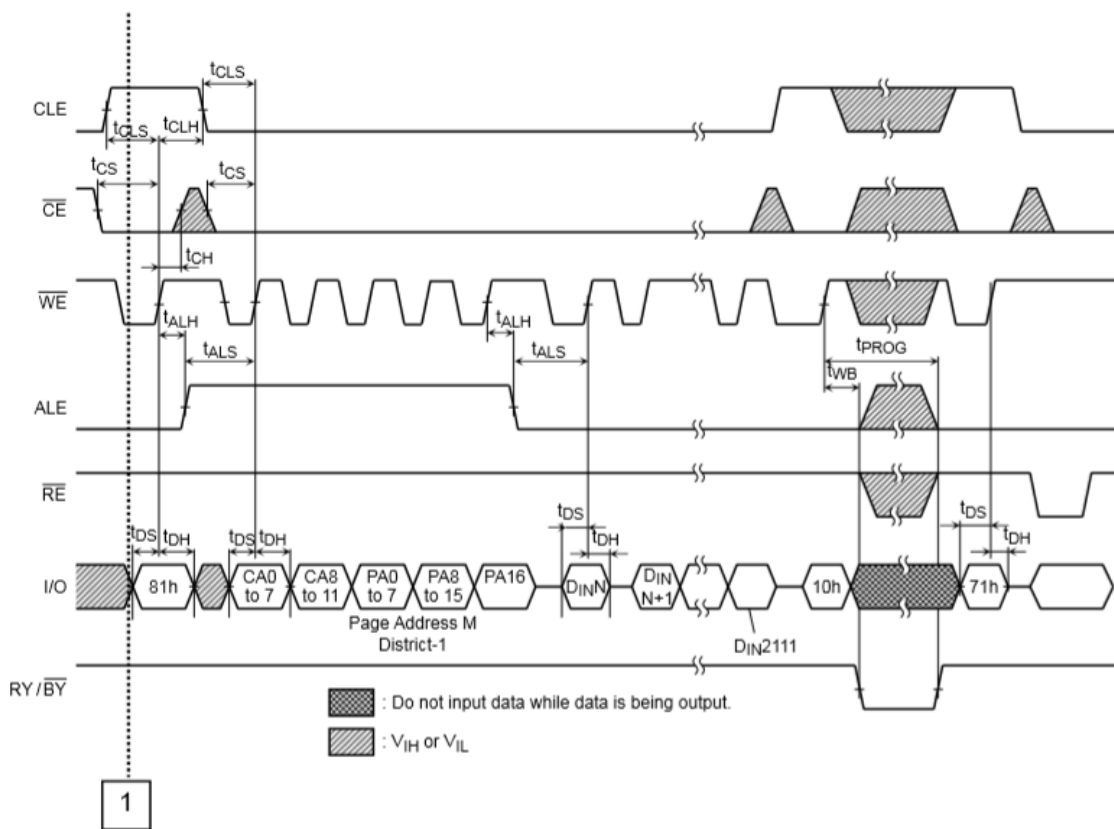 tCLS
CLE
tCLS
tCLH
tCS
tCS
CE
tCH
WE
tALH
tALH
tALS
tALS
tPROG
tWB
ALE
RE
tDS
tDH
tDS
tDH
tDS
tDH
tDS
tDH
I/O
81h
CA0 to 7
CA8 to 11
PA0 to 7
PA8 to 15
PA16
DINN
DIN N+1
10h
71h
Page Address M
District-1
DIN2111
RY/BY
: Do not input data while data is being output.
: VIH or VIL
1